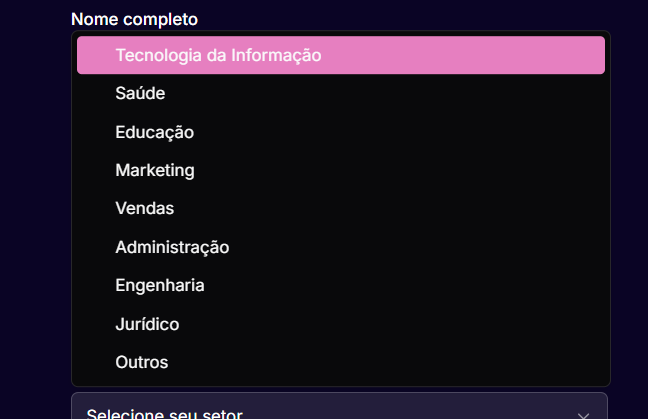 Nome completo
Tecnologia da Informação
Saúde
Educação
Marketing
Vendas
Administração
Engenharia
Jurídico
Outros
Selecione seu setor